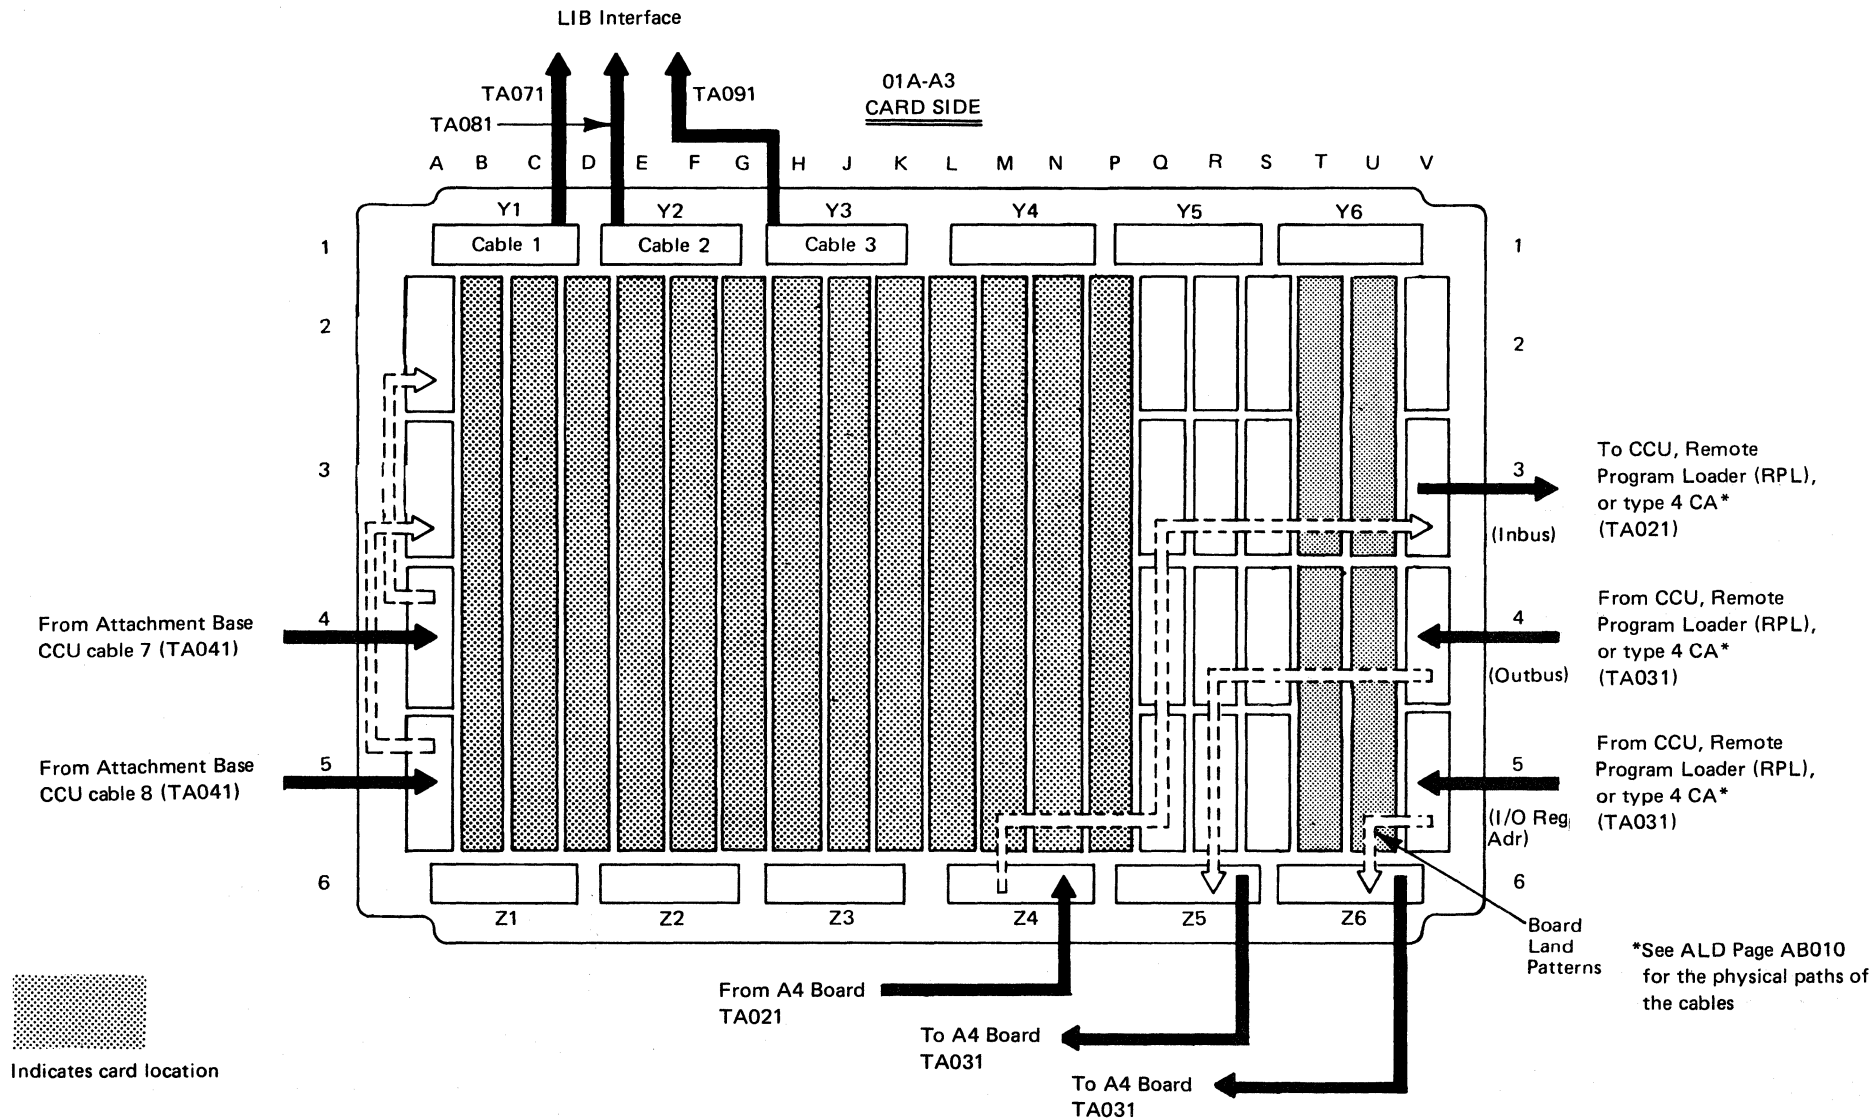 LIB Interface
TA071
TA091
TA081
01A-A3
CARD SIDE
A B C D E F G H J K L M N P Q R S T U V
Y1 Y2 Y3 Y4 Y5 Y6
1 Cable 1 Cable 2 Cable 3 1
2 2
3 3
To CCU, Remote
Program Loader (RPL),
or type 4 CA*
(TA021)
(Inbus)
From Attachment Base
CCU cable 7 (TA041)
4 4
From CCU, Remote
Program Loader (RPL),
or type 4 CA*
(TA031)
(Outbus)
From Attachment Base
CCU cable 8 (TA041)
5 5
From CCU, Remote
Program Loader (RPL),
or type 4 CA*
(TA031)
(I/O Reg
Adr)
6 6
Z1 Z2 Z3 Z4 Z5 Z6
Board
Land
Patterns
*See ALD Page AB010
for the physical paths of
the cables
From A4 Board
TA021
To A4 Board
TA031
To A4 Board
TA031
Indicates card location